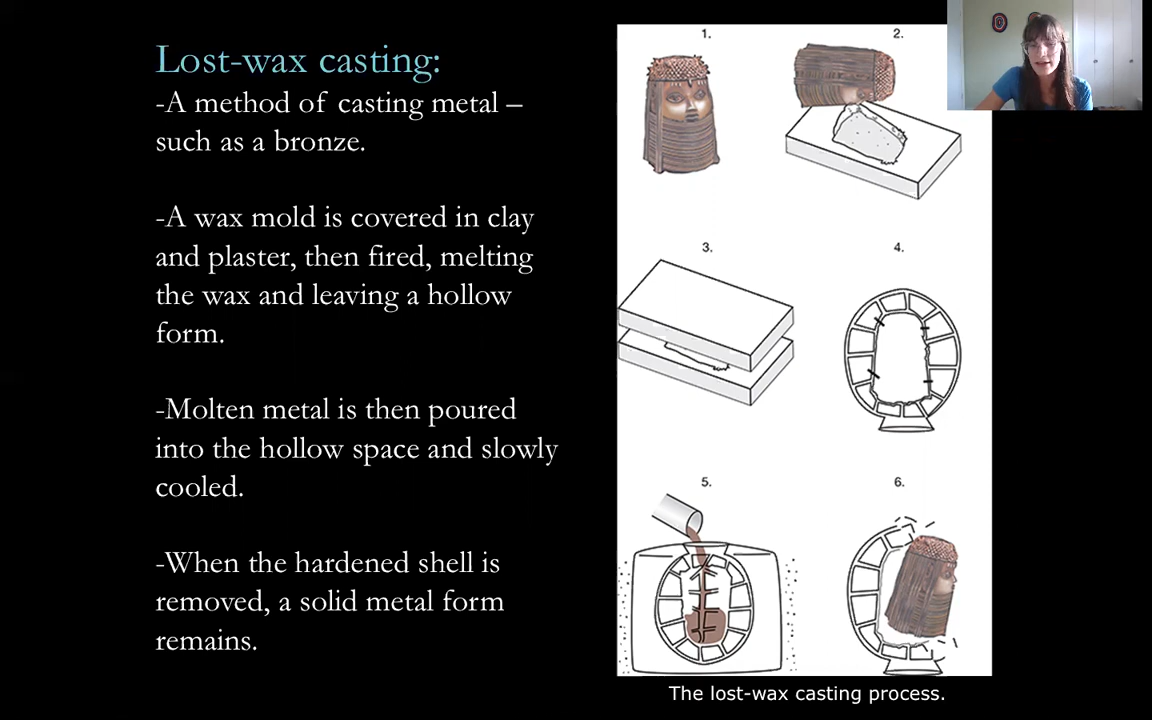 Lost-wax casting:
-A method of casting metal –
such as a bronze.
-A wax mold is covered in clay
and plaster, then fired, melting
the wax and leaving a hollow
form.
-Molten metal is then poured
into the hollow space and slowly
cooled.
-When the hardened shell is
removed, a solid metal form
remains.
1.
2.
3.
4.
5.
6.
The lost-wax casting process.